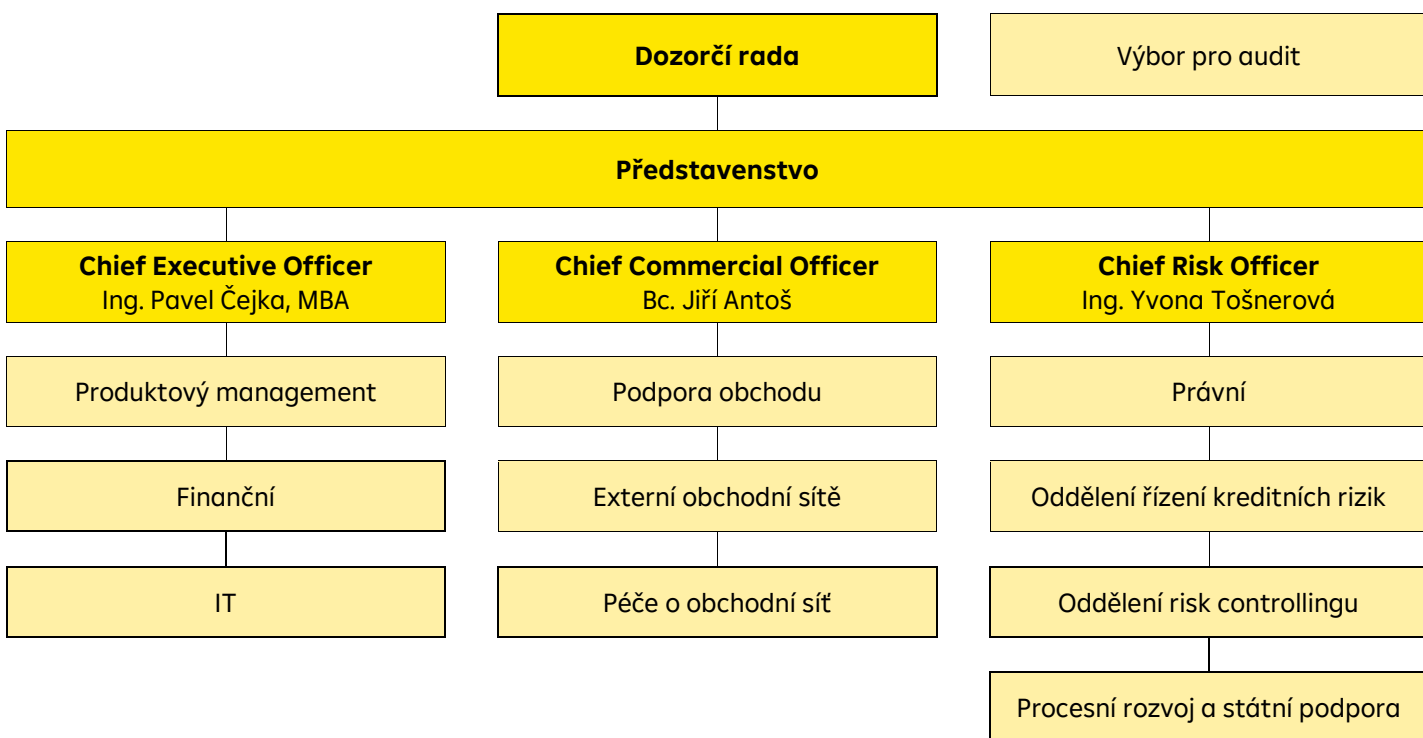 Dozorčí rada
Výbor pro audit
Představenstvo
Chief Executive Officer
Ing. Pavel Čejka, MBA
Chief Commercial Officer
Bc. Jiří Antoš
Chief Risk Officer
Ing. Yvona Tošnerová
Produktový management
Podpora obchodu
Právní
Finanční
Externí obchodní sítě
Oddělení řízení kreditních rizik
IT
Péče o obchodní síť
Oddělení risk controllingu
Procesní rozvoj a státní podpora